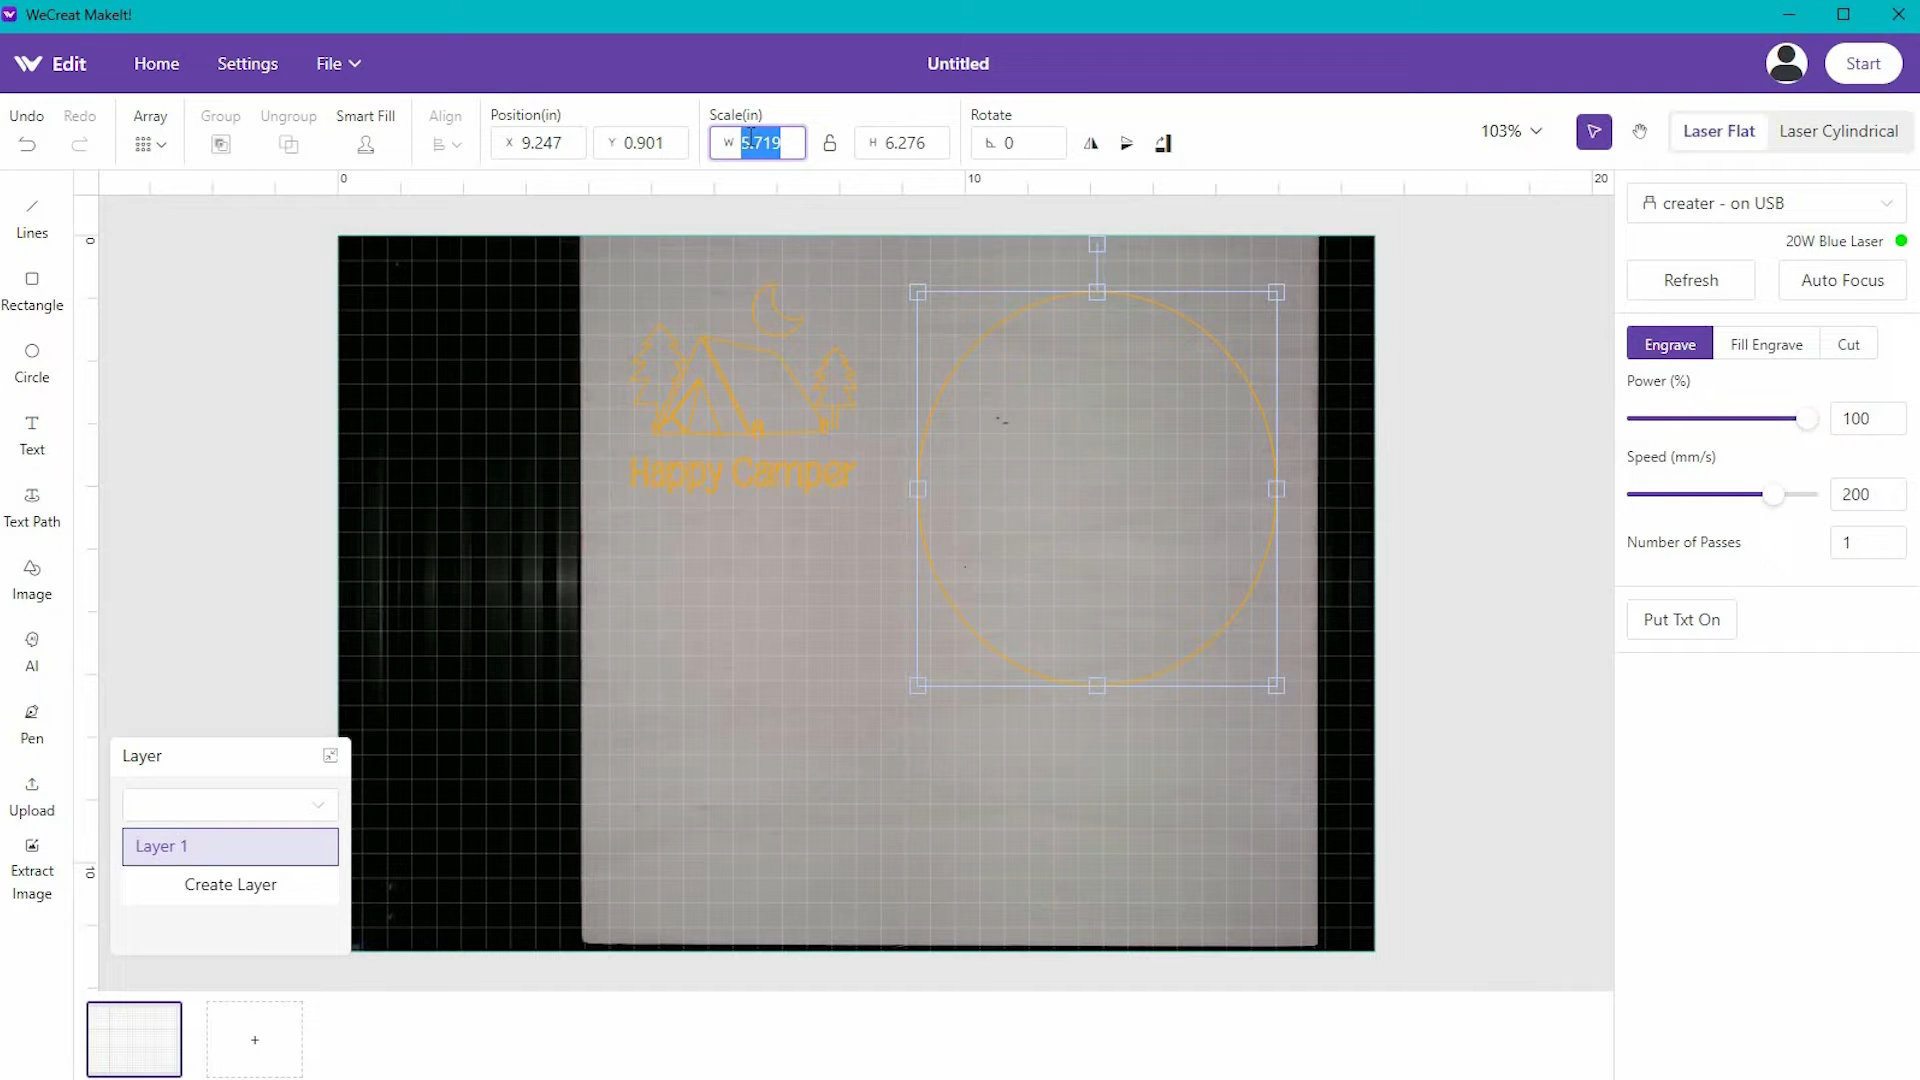 WeCreat MakeIt!
Edit Home Settings File Untitled Start
Undo Redo Array Group Ungroup Smart Fill Align Position(in) Scale(in) Rotate
X 9.247 Y 0.901 W 5.719 H 6.276 0 103% Laser Flat Laser Cylindrical
0 10 20
0
10
Lines
Rectangle
Circle
Text
Text Path
Image
AI
Pen
Upload
Extract
Image
Happy Camper
Layer
Layer 1
Create Layer
+
creater - on USB
20W Blue Laser
Refresh Auto Focus
Engrave Fill Engrave Cut
Power (%)
100
Speed (mm/s)
200
Number of Passes 1
Put Txt On